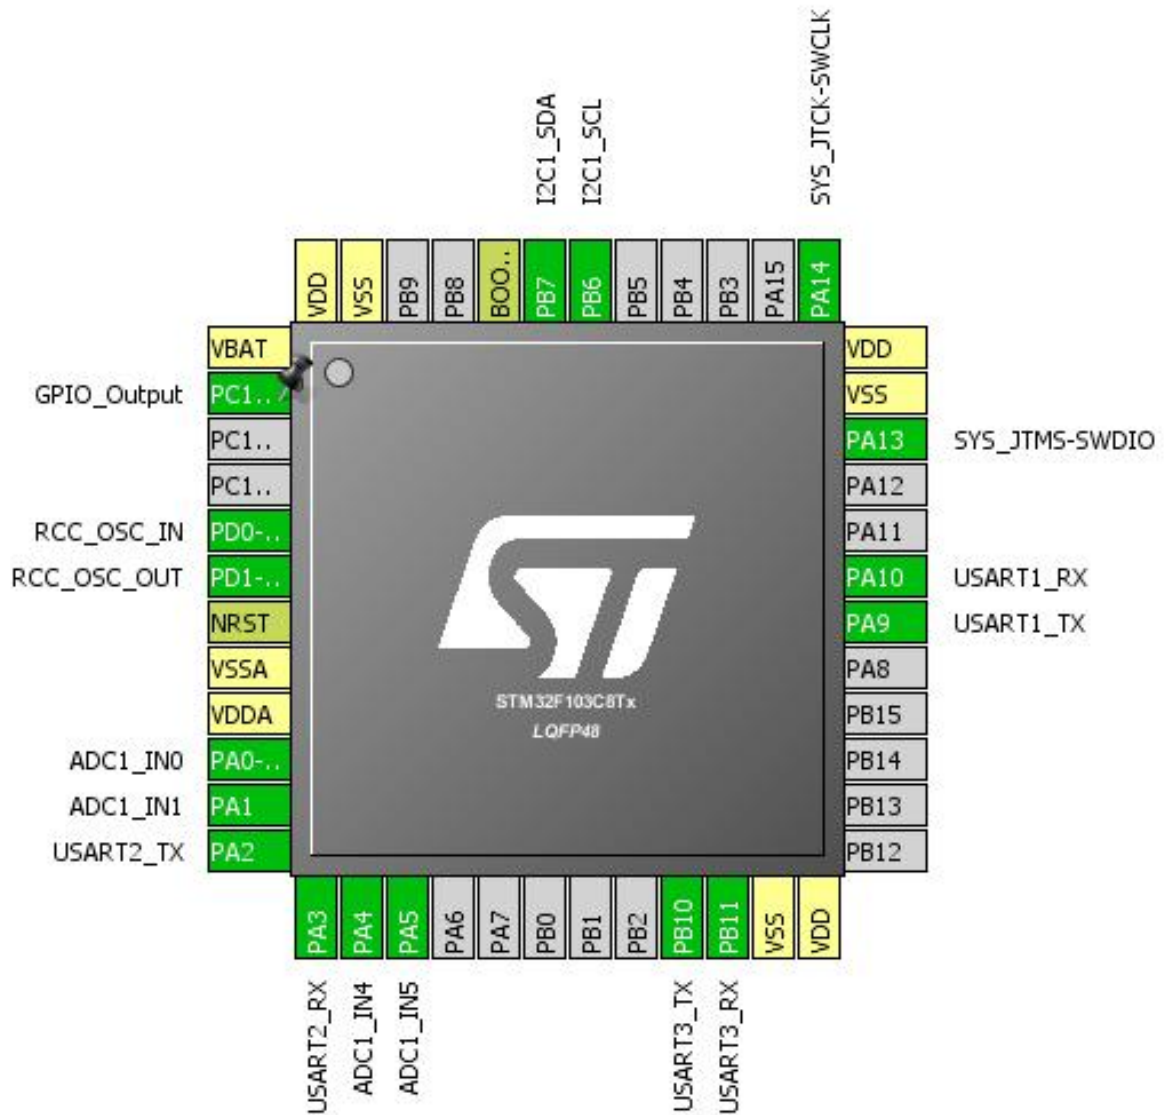 I2C1_SDA
I2C1_SCL
SYS_JTCK-SWCLK
VDD
VSS
PB9
PB8
BOO..
PB7
PB6
PB5
PB4
PB3
PA15
PA14
VBAT
GPIO_Output PC1..
PC1..
PC1..
RCC_OSC_IN PD0-..
RCC_OSC_OUT PD1-..
NRST
VSSA
VDDA
ADC1_IN0 PA0-..
ADC1_IN1 PA1
USART2_TX PA2
STM32F103C8Tx
LQFP48
VDD
VSS
PA13 SYS_JTMS-SWDIO
PA12
PA11
PA10 USART1_RX
PA9 USART1_TX
PA8
PB15
PB14
PB13
PB12
PA3
PA4
PA5
PA6
PA7
PB0
PB1
PB2
PB10
PB11
VSS
VDD
USART2_RX
ADC1_IN4
ADC1_IN5
USART3_TX
USART3_RX